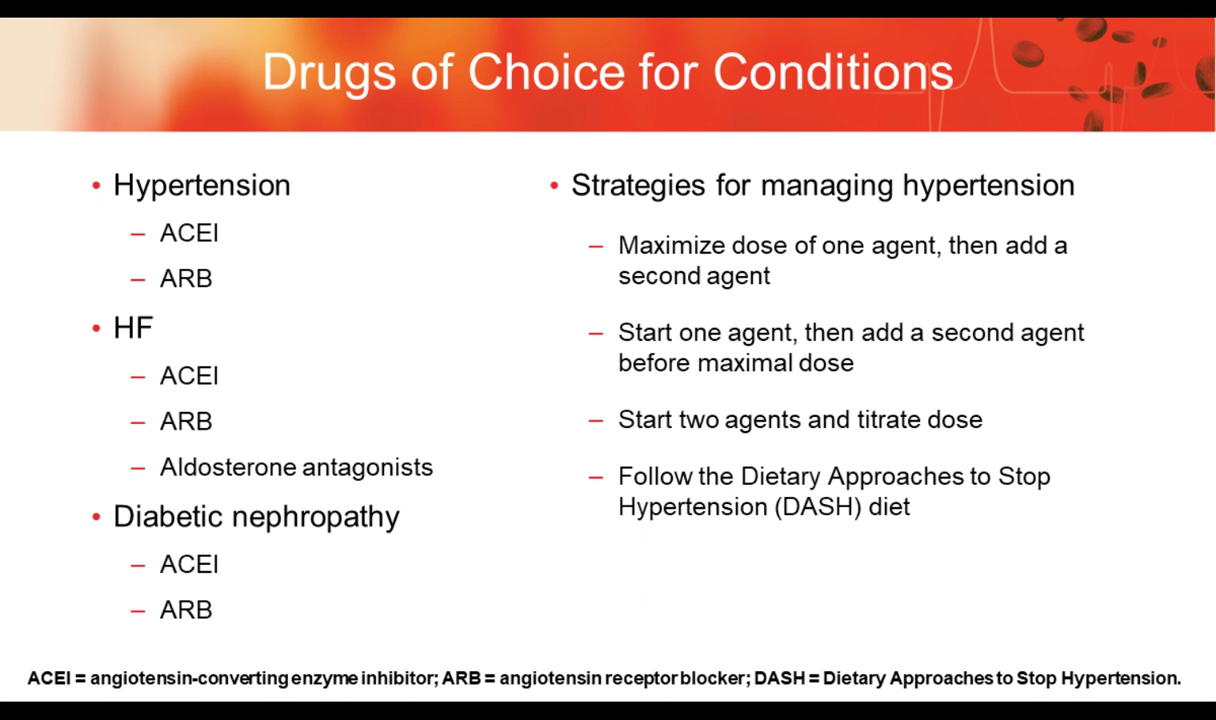 Drugs of Choice for Conditions
• Hypertension
– ACEI
– ARB
• HF
– ACEI
– ARB
– Aldosterone antagonists
• Diabetic nephropathy
– ACEI
– ARB
• Strategies for managing hypertension
– Maximize dose of one agent, then add a
second agent
– Start one agent, then add a second agent
before maximal dose
– Start two agents and titrate dose
– Follow the Dietary Approaches to Stop
Hypertension (DASH) diet
ACEI = angiotensin-converting enzyme inhibitor; ARB = angiotensin receptor blocker; DASH = Dietary Approaches to Stop Hypertension.